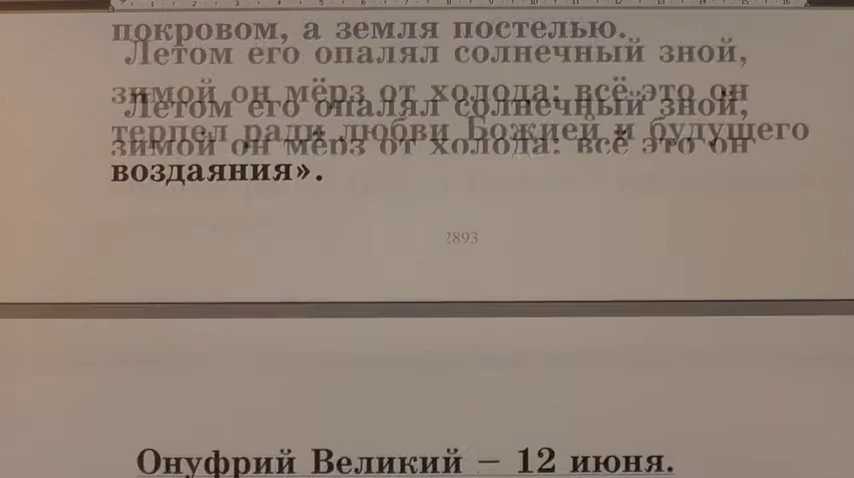 покровом, а земля постелью.
Летом его опалял солнечный зной,
зимой он мёрз от холода: всё это он
Летом его опалял солнечный зной,
терпел ради любви Божией и будущего
зимой он мёрз от холода: всё это он
воздаяния».
2893
Онуфрий Великий – 12 июня.